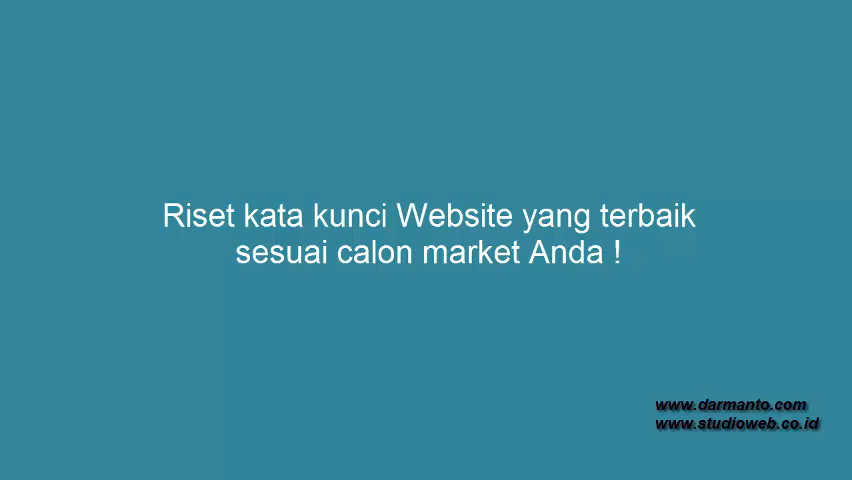 Riset kata kunci Website yang terbaik
sesuai calon market Anda !
www.darmanto.com
www.studioweb.co.id